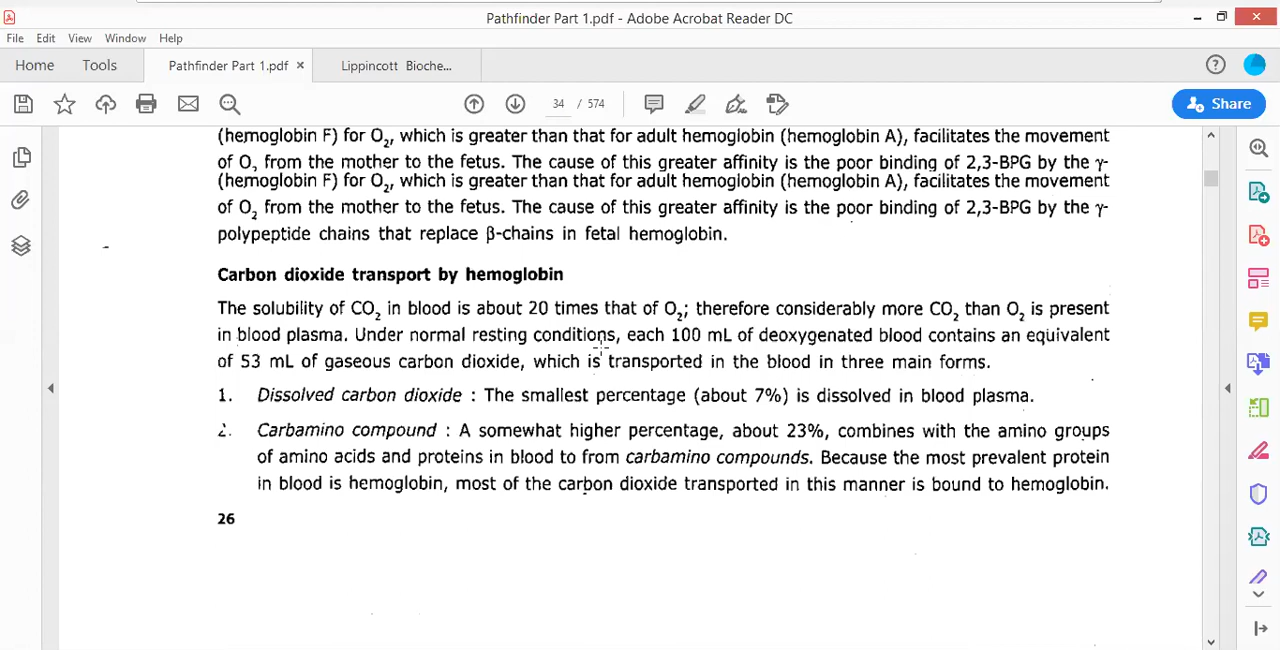 Pathfinder Part 1.pdf - Adobe Acrobat Reader DC
File Edit View Window Help
Home Tools Pathfinder Part 1.pdf × Lippincott Bioche...
34 / 574 Share
(hemoglobin F) for O₂, which is greater than that for adult hemoglobin (hemoglobin A), facilitates the movement
of O₂ from the mother to the fetus. The cause of this greater affinity is the poor binding of 2,3-BPG by the γ-
(hemoglobin F) for O₂, which is greater than that for adult hemoglobin (hemoglobin A), facilitates the movement
of O₂ from the mother to the fetus. The cause of this greater affinity is the poor binding of 2,3-BPG by the γ-
polypeptide chains that replace β-chains in fetal hemoglobin.
Carbon dioxide transport by hemoglobin
The solubility of CO₂ in blood is about 20 times that of O₂; therefore considerably more CO₂ than O₂ is present
in blood plasma. Under normal resting conditions, each 100 mL of deoxygenated blood contains an equivalent
of 53 mL of gaseous carbon dioxide, which is transported in the blood in three main forms.
1. Dissolved carbon dioxide : The smallest percentage (about 7%) is dissolved in blood plasma.
2. Carbamino compound : A somewhat higher percentage, about 23%, combines with the amino groups
of amino acids and proteins in blood to from carbamino compounds. Because the most prevalent protein
in blood is hemoglobin, most of the carbon dioxide transported in this manner is bound to hemoglobin.
26